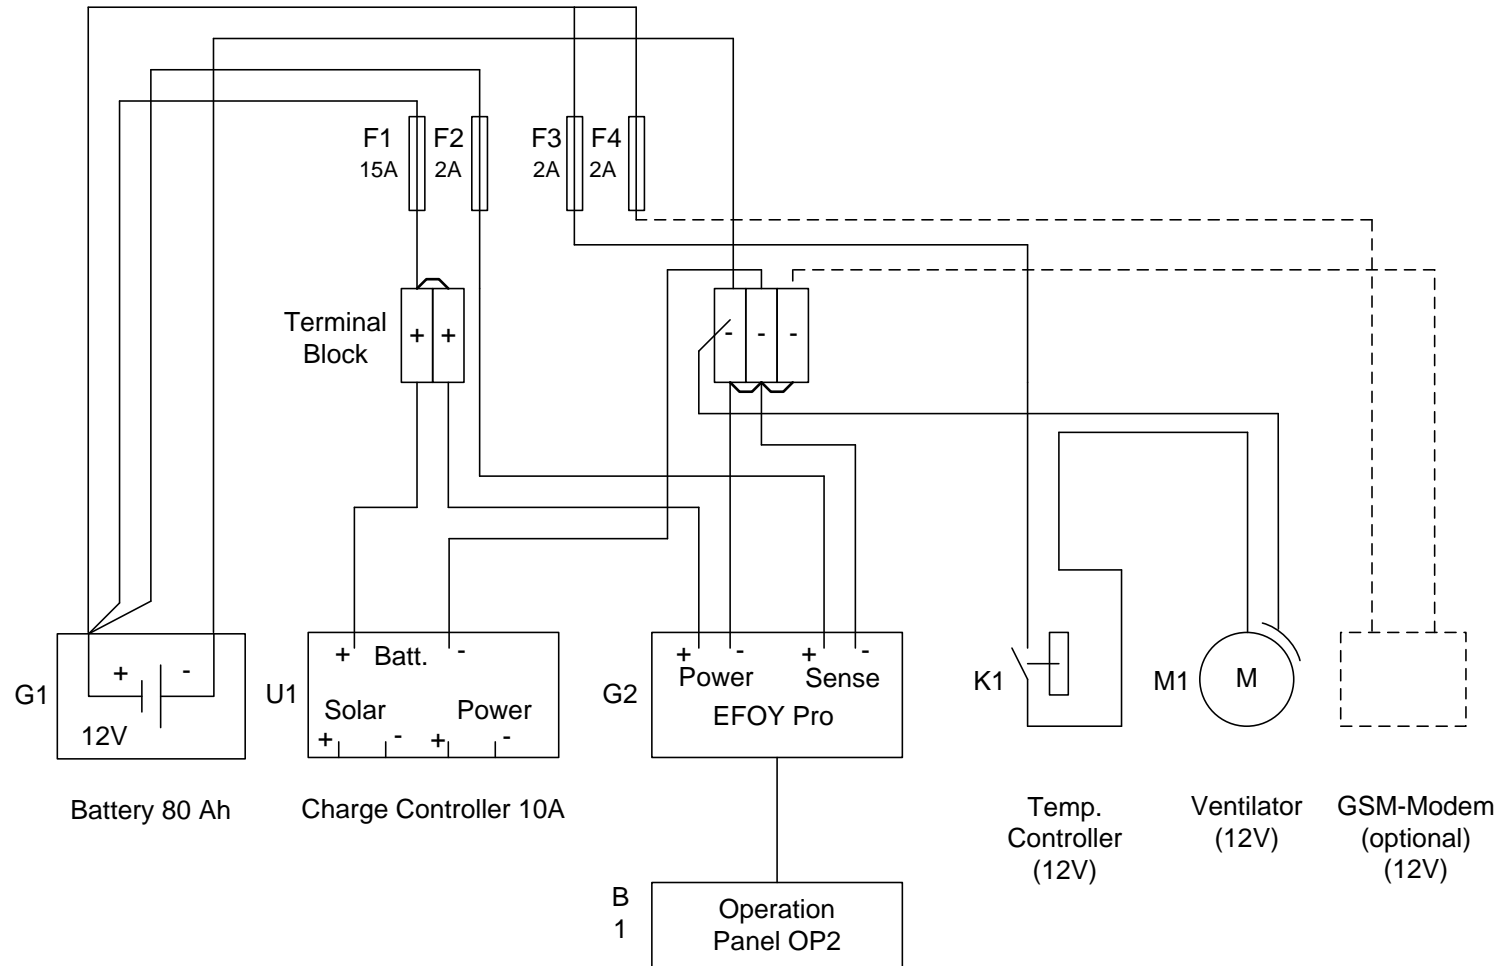 F1
15A
F2
2A
F3
2A
F4
2A
Terminal
Block
+ +
- - -
G1
+ -
12V
Battery 80 Ah
U1
+ Batt. -
Solar
+ -
Power
+ -
Charge Controller 10A
G2
+ -
Power
+ -
Sense
EFOY Pro
K1
Temp.
Controller
(12V)
M1
M
Ventilator
(12V)
GSM-Modem
(optional)
(12V)
B
1
Operation
Panel OP2